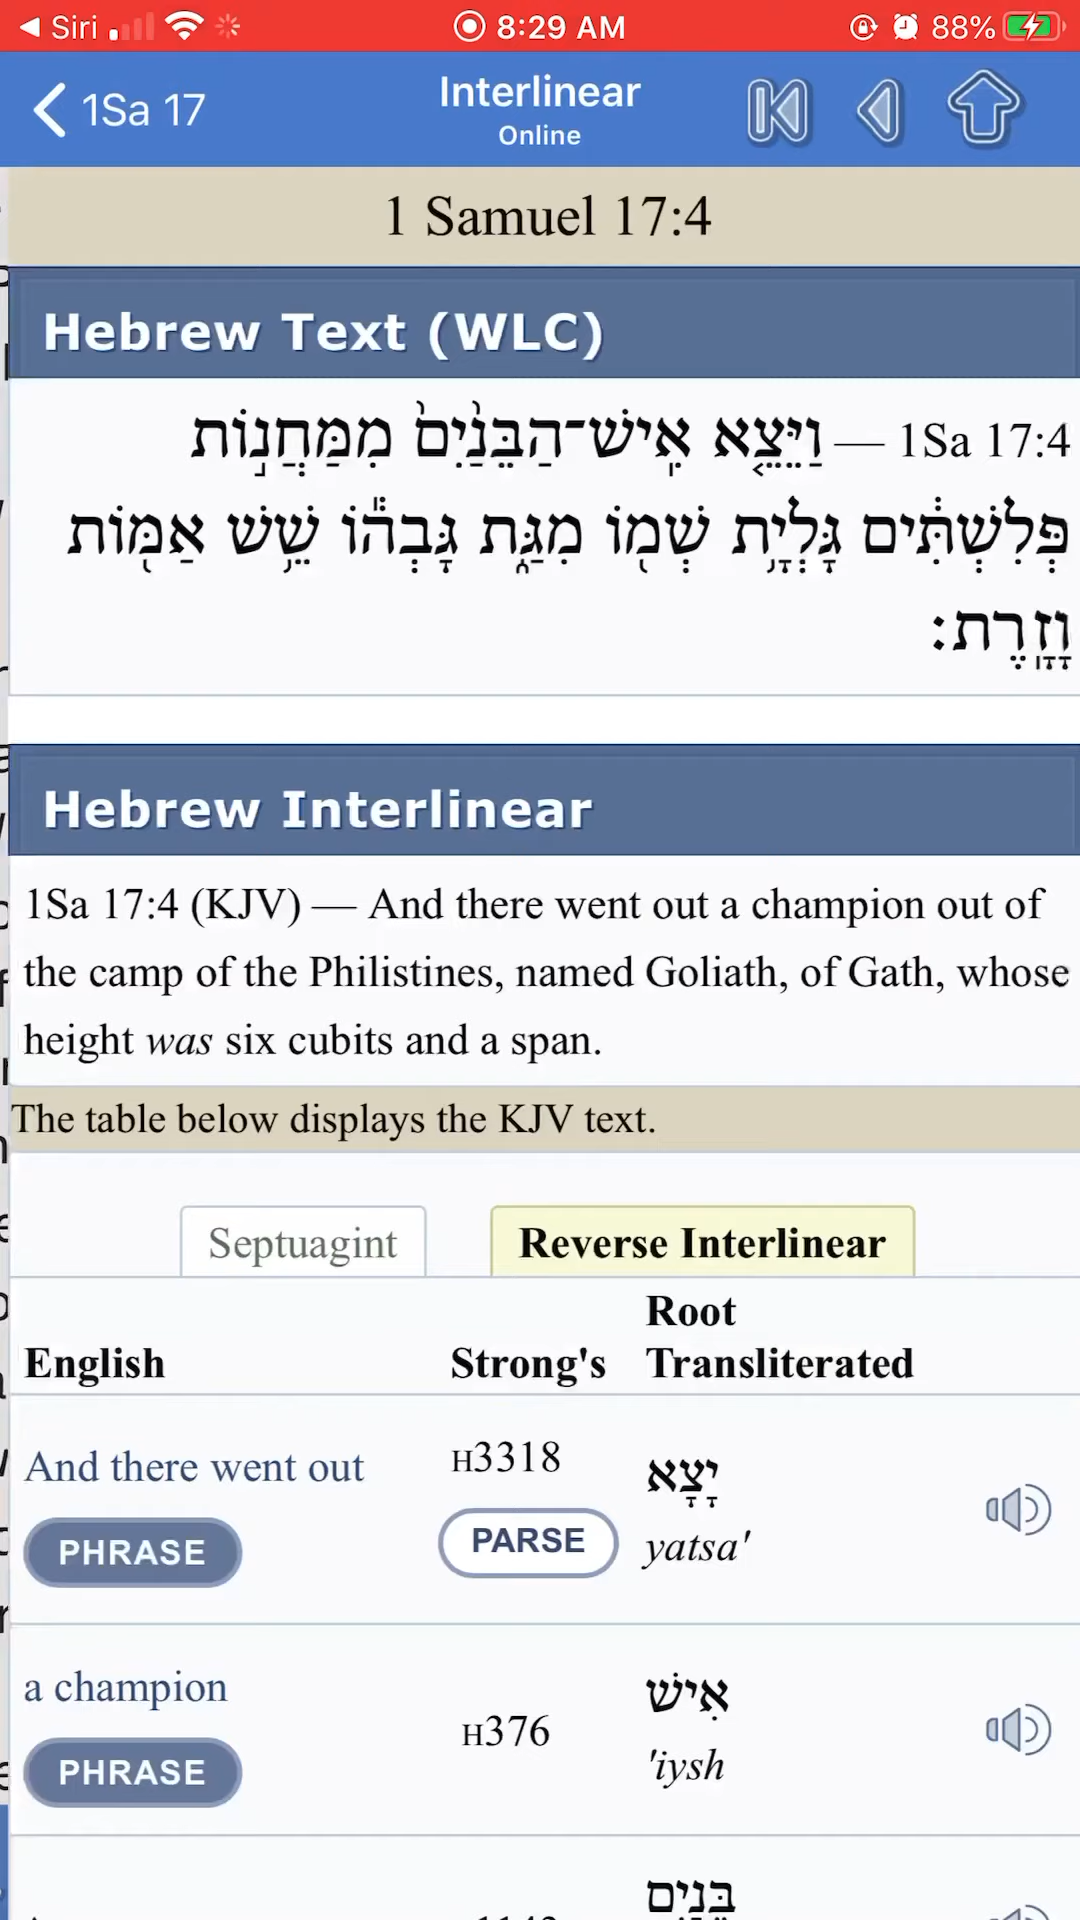 Siri 8:29 AM 88%
1Sa 17 Interlinear
Online
1 Samuel 17:4
Hebrew Text (WLC)
1Sa 17:4 — וַיֵּצֵ֤א אִֽישׁ־הַבֵּנַ֙יִם֙ מִמַּחֲנ֣וֹת
פְּלִשְׁתִּ֔ים גָּלְיָ֥ת שְׁמ֖וֹ מִגַּ֑ת גָּבְה֕וֹ שֵׁ֥שׁ אַמּ֖וֹת
וָזָֽרֶת׃
Hebrew Interlinear
1Sa 17:4 (KJV) — And there went out a champion out of
the camp of the Philistines, named Goliath, of Gath, whose
height was six cubits and a span.
The table below displays the KJV text.
Septuagint Reverse Interlinear
Root
English Strong's Transliterated
And there went out H3318 יָצָא
PHRASE PARSE yatsa'
a champion H376 אִישׁ
PHRASE 'iysh